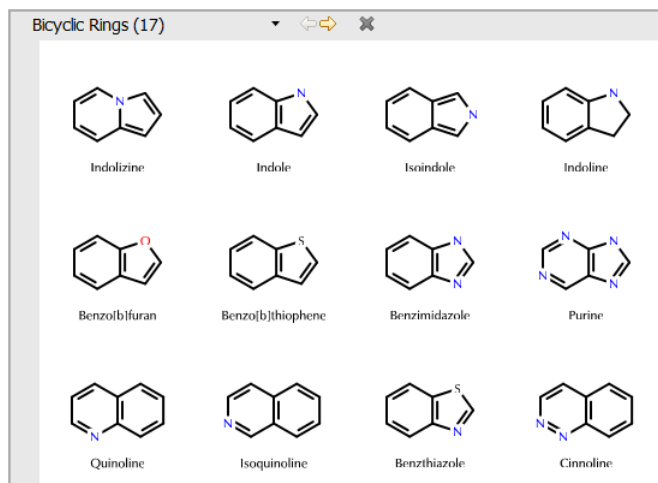 Bicyclic Rings (17)
N N N N
Indolizine Indole Isoindole Indoline
O S N N N N N N
Benzo[b]furan Benzo[b]thiophene Benzimidazole Purine
N N S N N N
Quinoline Isoquinoline Benzthiazole Cinnoline